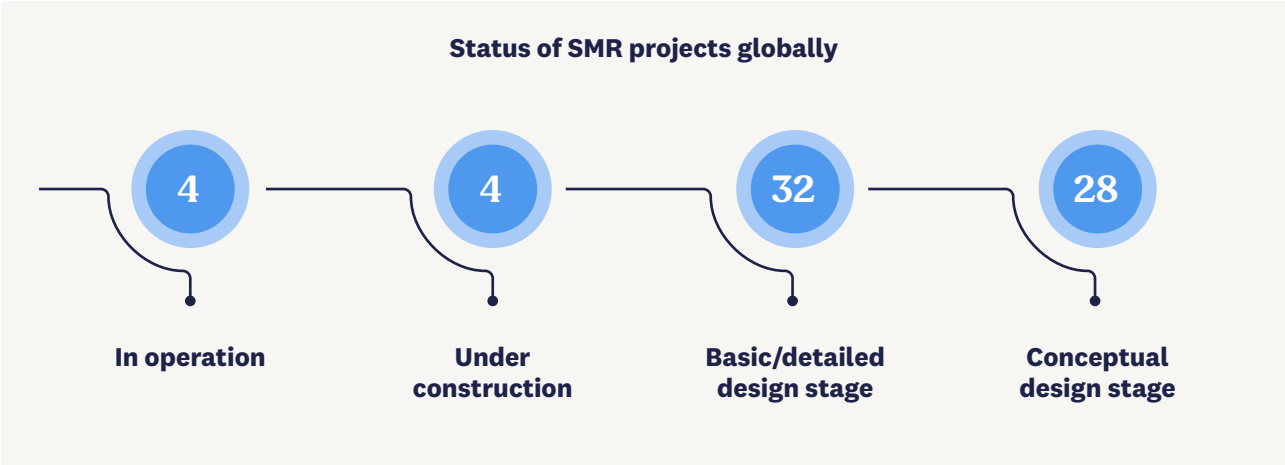 Status of SMR projects globally
4
4
32
28
In operation
Under
construction
Basic/detailed
design stage
Conceptual
design stage